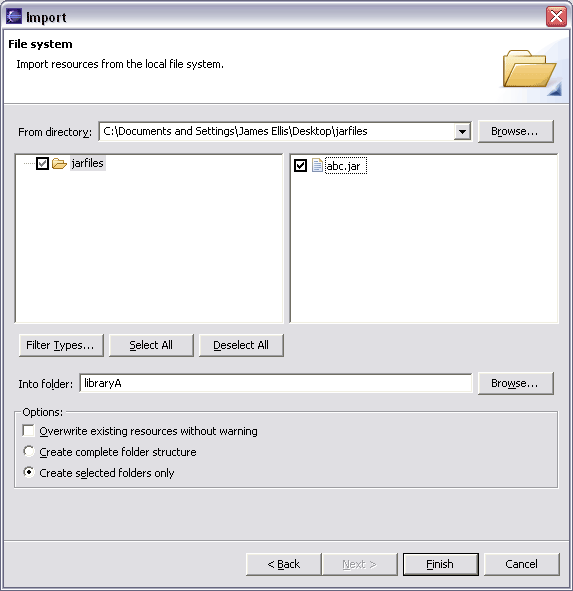 Import
File system
Import resources from the local file system.
From directory: C:\Documents and Settings\James Ellis\Desktop\jarfiles Browse...
jarfiles abc.jar
Filter Types... Select All Deselect All
Into folder: libraryA Browse...
Options:
Overwrite existing resources without warning
Create complete folder structure
Create selected folders only
< Back Next > Finish Cancel